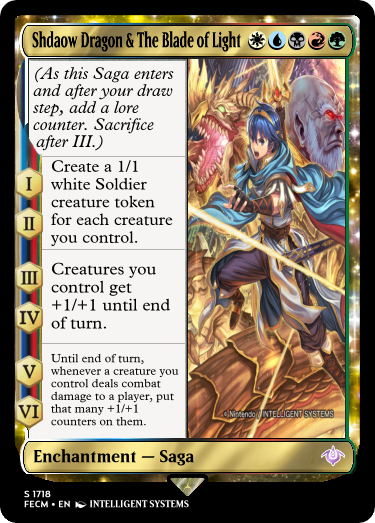 Shdaow Dragon & The Blade of Light
(As this Saga enters
and after your draw
step, add a lore
counter. Sacrifice
after III.)
I
II
Create a 1/1
white Soldier
creature token
for each creature
you control.
III
IV
Creatures you
control get
+1/+1 until end
of turn.
V
VI
Until end of turn,
whenever a creature you
control deals combat
damage to a player, put
that many +1/+1
counters on them.
© Nintendo / INTELLIGENT SYSTEMS
Enchantment — Saga
S 1718
FECM • EN INTELLIGENT SYSTEMS